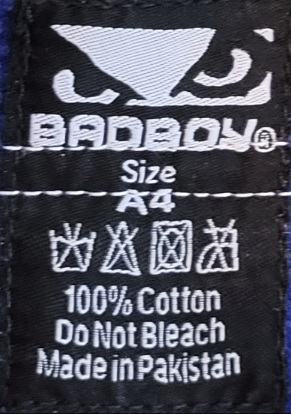 BADBOY®
Size
A4
100% Cotton
Do Not Bleach
Made in Pakistan